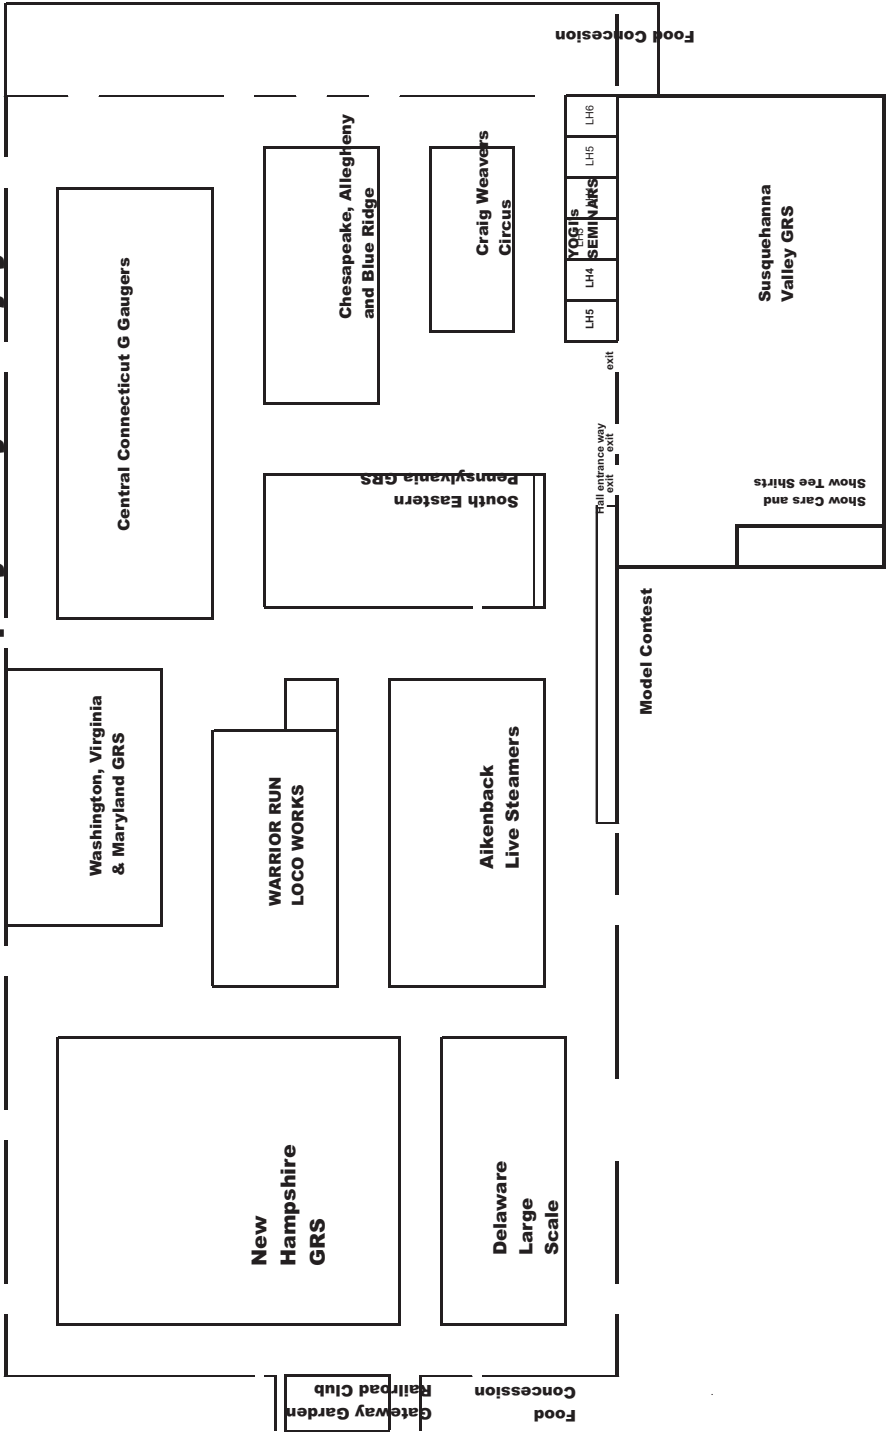 Food Concesion
LH6
LH5
YOGI's
SEMINARS
LH3
LH4
LH5
Chesapeake, Allegheny
and Blue Ridge
Craig Weavers
Circus
Susquehanna
Valley GRS
Central Connecticut G Gaugers
exit
Hall entrance way
exit
exit
South Eastern
Pennsylvania GRS
Show Cars and
Show Tee Shirts
Model Contest
Washington, Virginia
& Maryland GRS
WARRIOR RUN
LOCO WORKS
Aikenback
Live Steamers
New
Hampshire
GRS
Delaware
Large
Scale
Gateway Garden
Railroad Club
Food
Concession